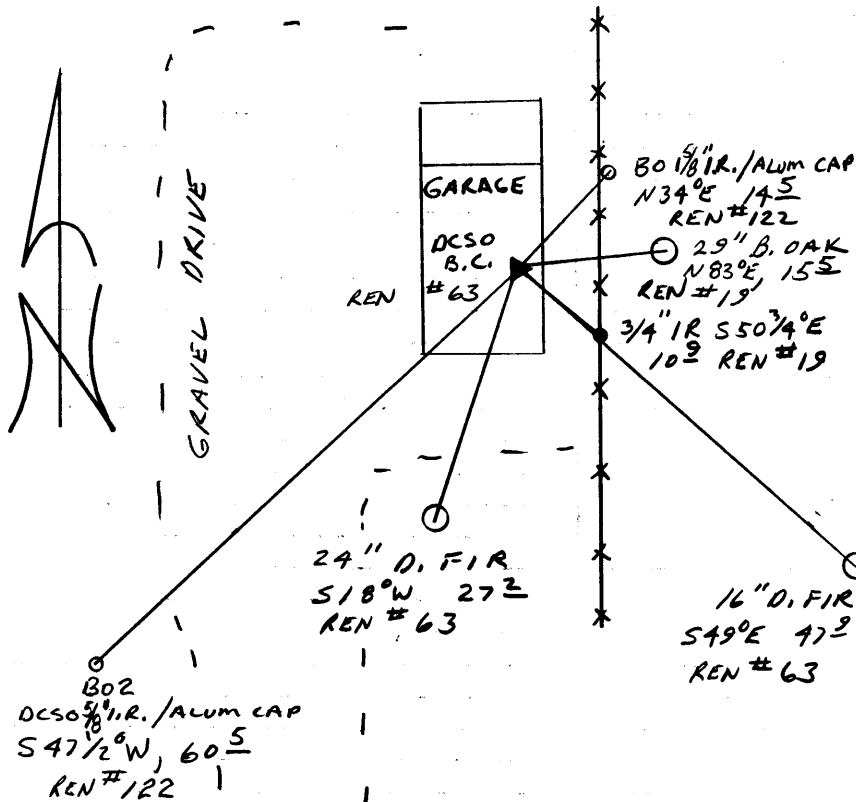 GARAGE
DCSO
B.C.
REN #63
GRAVEL DRIVE
BO1 5/8" I.R./ALUM CAP
N34°E 14 5
REN #122
29" B. OAK
N83°E, 15 5
REN #19
3/4" IR S50 3/4°E
10 9 REN #19
24" D. FIR
S18°W 27 2
REN #63
16" D. FIR
S49°E 47 9
REN #63
BO2
DCSO 5/8" I.R./ALUM CAP
S47 1/2°W, 60 5
REN #122